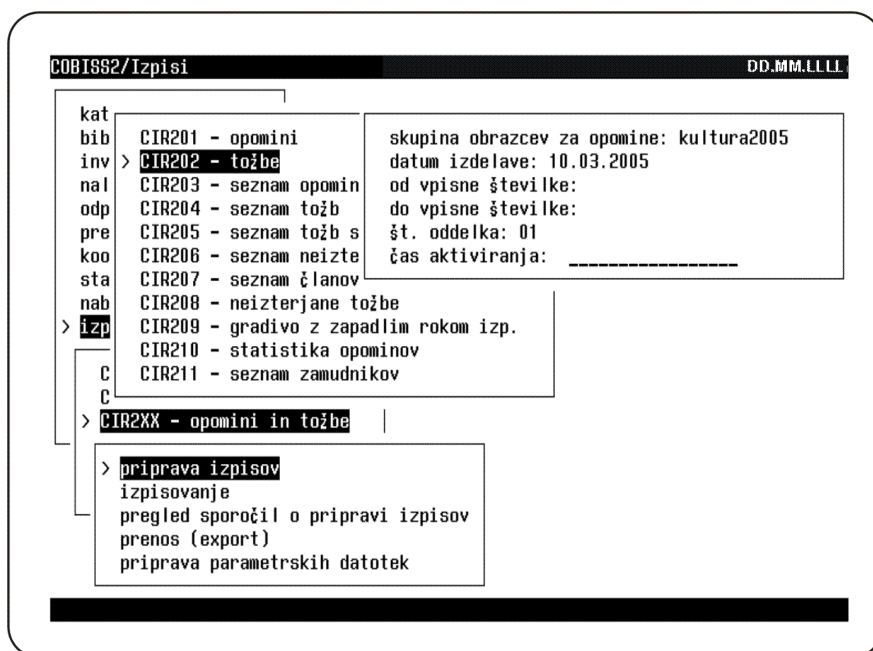 COBISS2/Izpisi DD.MM.LLLL
kat
bib
inv
nal
odp
pre
koo
sta
nab
> izp
CIR201 - opomini
> CIR202 - tožbe
CIR203 - seznam opomin
CIR204 - seznam tožb
CIR205 - seznam tožb s
CIR206 - seznam neizte
CIR207 - seznam članov
CIR208 - neizterjane tožbe
CIR209 - gradivo z zapadlim rokom izp.
CIR210 - statistika opominov
CIR211 - seznam zamudnikov
skupina obrazcev za opomine: kultura2005
datum izdelave: 10.03.2005
od vpisne številke:
do vpisne številke:
št. oddelka: 01
čas aktiviranja: _________________
C
C
> CIR2XX - opomini in tožbe
> priprava izpisov
izpisovanje
pregled sporočil o pripravi izpisov
prenos (export)
priprava parametrskih datotek